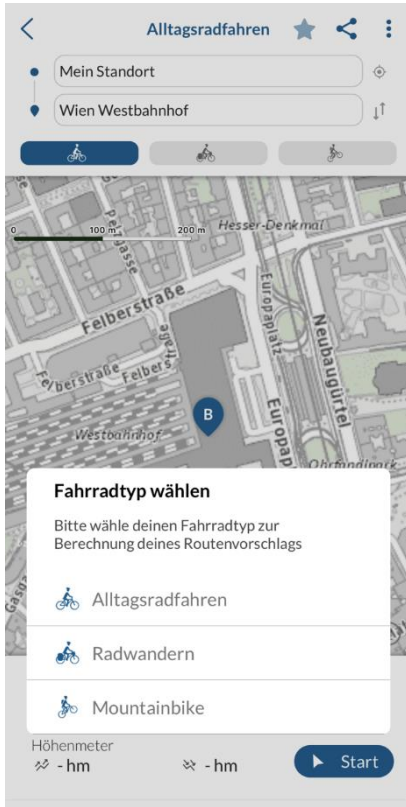 Alltagsradfahren
Mein Standort
Wien Westbahnhof
0 100 m 200 m
Hesser-Denkmal
Felberstraße
Europaplatz
Neubaugürtel
Felberstraße
Westbahnhof
B
Europap
Fahrradtyp wählen
Bitte wähle deinen Fahrradtyp zur
Berechnung deines Routenvorschlags
Alltagsradfahren
Radwandern
Mountainbike
Höhenmeter
- hm - hm
Start